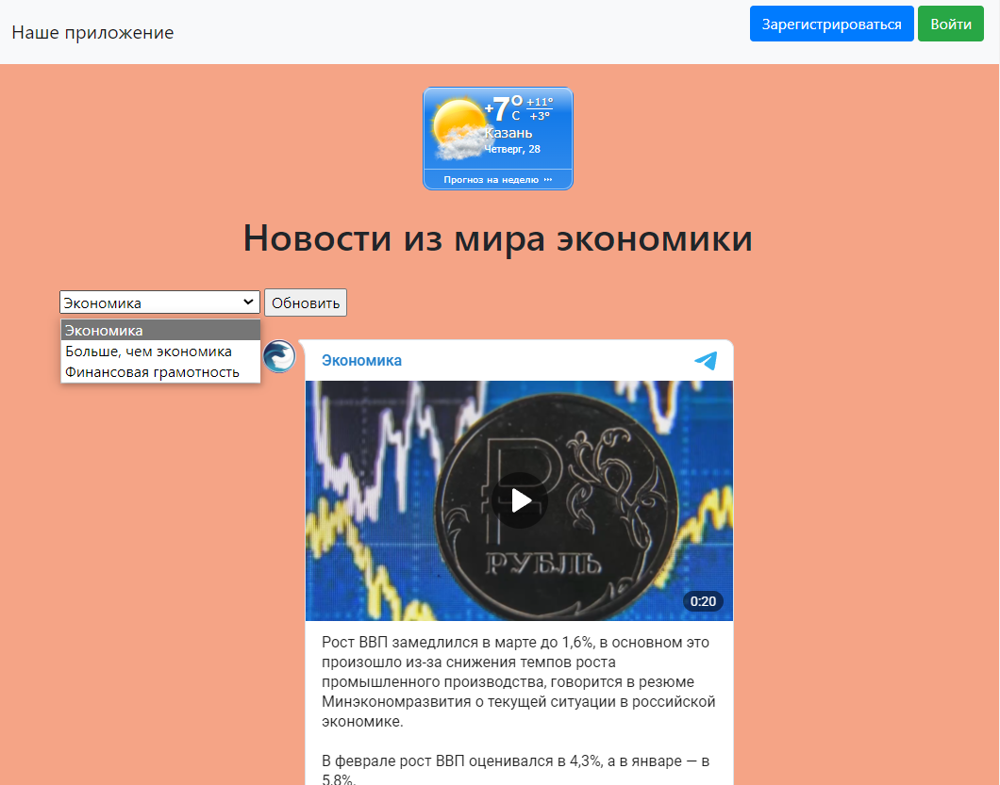 Наше приложение
Зарегистрироваться
Войти
+7°C
+11°
+3°
Казань
Четверг, 28
Прогноз на неделю ···
Новости из мира экономики
Экономика
Обновить
Экономика
Больше, чем экономика
Финансовая грамотность
Экономика
РУБЛЬ
0:20
Рост ВВП замедлился в марте до 1,6%, в основном это
произошло из-за снижения темпов роста
промышленного производства, говорится в резюме
Минэкономразвития о текущей ситуации в российской
экономике.
В феврале рост ВВП оценивался в 4,3%, а в январе — в
5,8%.